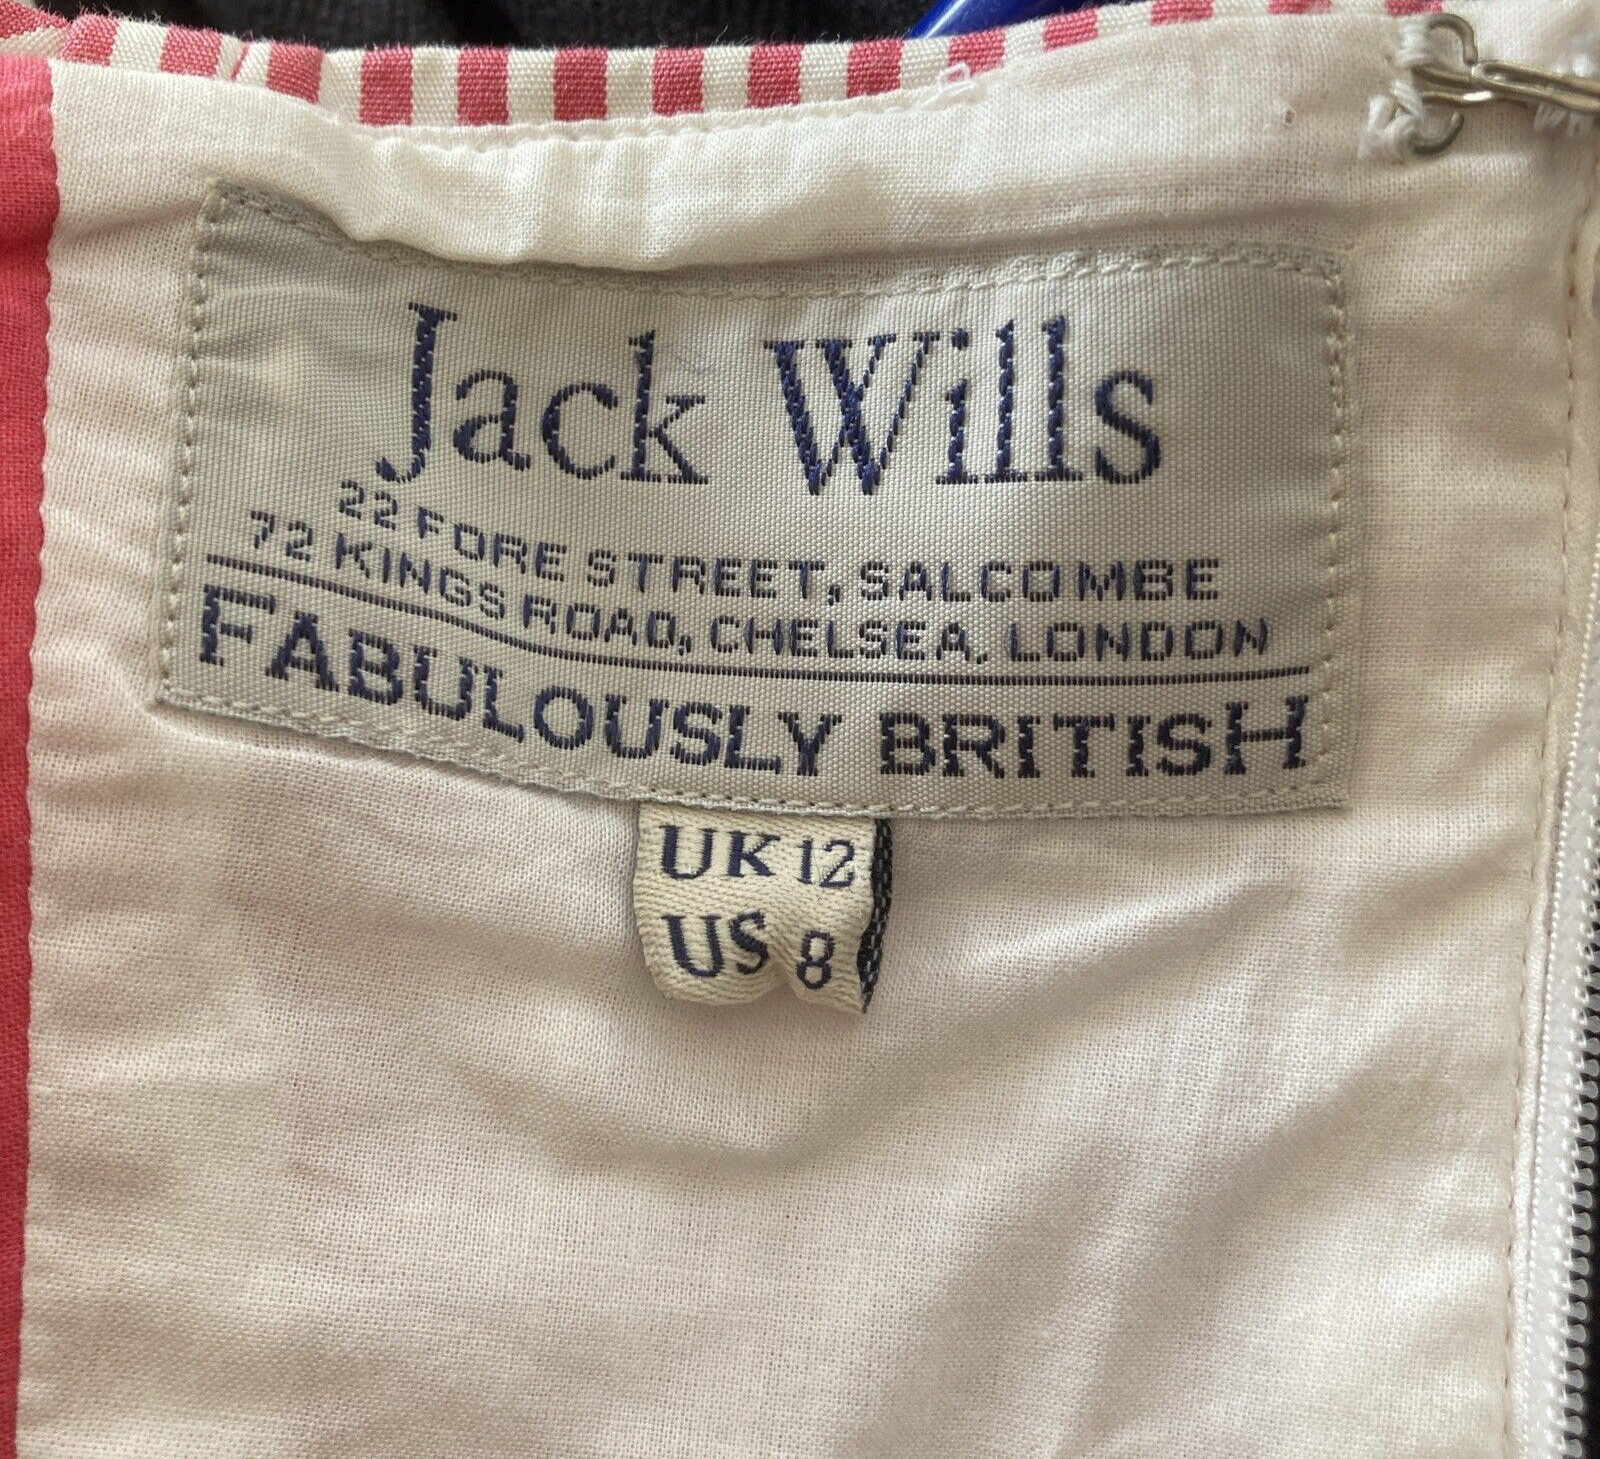 Jack Wills
22 FORE STREET, SALCOMBE
72 KINGS ROAD, CHELSEA, LONDON
FABULOUSLY BRITISH
UK 12
US 8